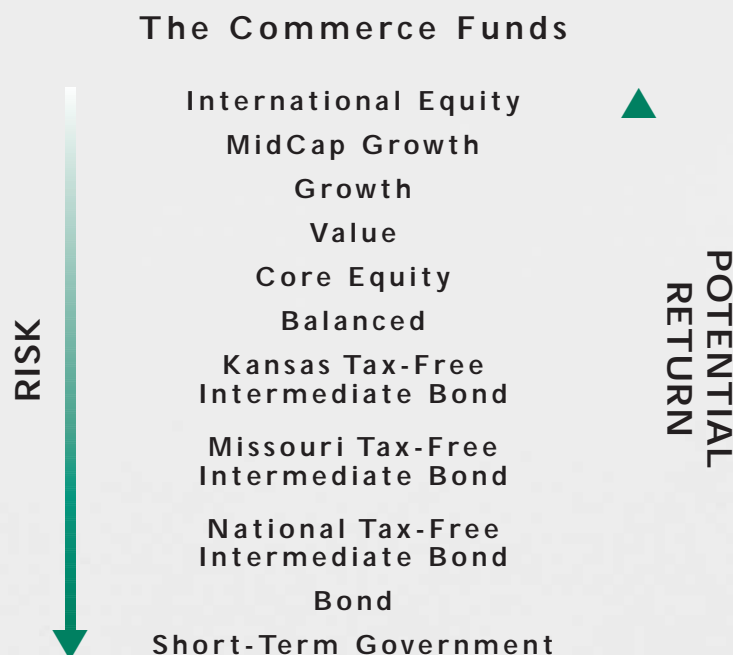 The Commerce Funds
International Equity
MidCap Growth
Growth
Value
Core Equity
Balanced
Kansas Tax-Free
Intermediate Bond
Missouri Tax-Free
Intermediate Bond
National Tax-Free
Intermediate Bond
Bond
Short-Term Government
RISK
POTENTIAL
RETURN